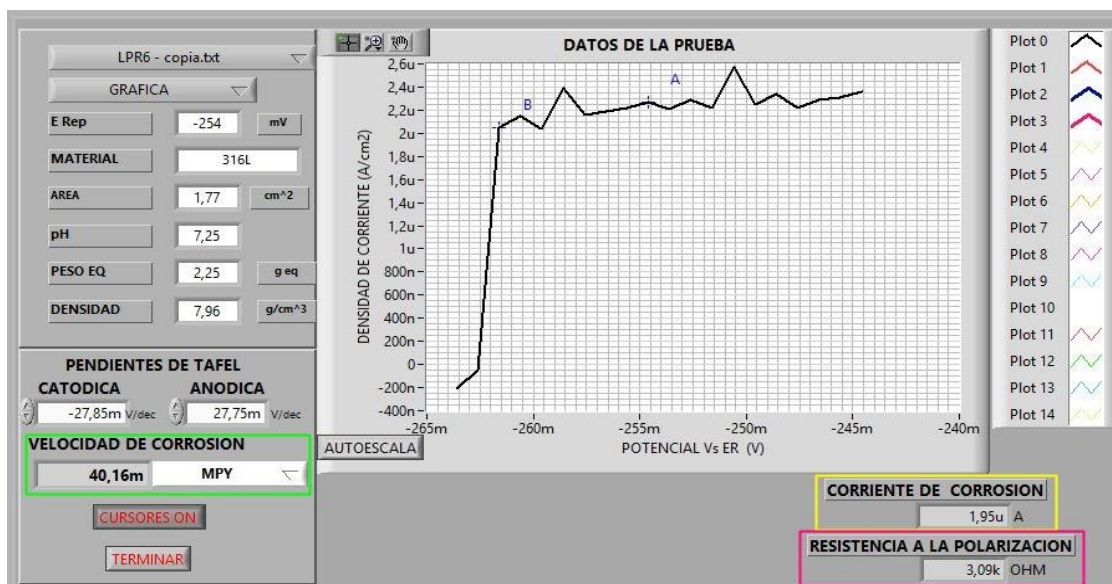 LPR6 - copia.txt
GRAFICA
E Rep -254 mV
MATERIAL 316L
AREA 1,77 cm^2
pH 7,25
PESO EQ 2,25 g eq
DENSIDAD 7,96 g/cm^3
PENDIENTES DE TAFEL
CATODICA ANODICA
-27,85m V/dec 27,75m V/dec
VELOCIDAD DE CORROSION
40,16m MPY
CURSORES ON
TERMINAR
DATOS DE LA PRUEBA
DENSIDAD DE CORRIENTE (A/cm2)
2,6u
2,4u
2,2u
2u
1,8u
1,6u
1,4u
1,2u
1u
800n
600n
400n
200n
0
-200n
-400n
A
B
-265m -260m -255m -250m -245m -240m
POTENCIAL Vs ER (V)
AUTOESCALA
Plot 0
Plot 1
Plot 2
Plot 3
Plot 4
Plot 5
Plot 6
Plot 7
Plot 8
Plot 9
Plot 10
Plot 11
Plot 12
Plot 13
Plot 14
CORRIENTE DE CORROSION
1,95u A
RESISTENCIA A LA POLARIZACION
3,09k OHM